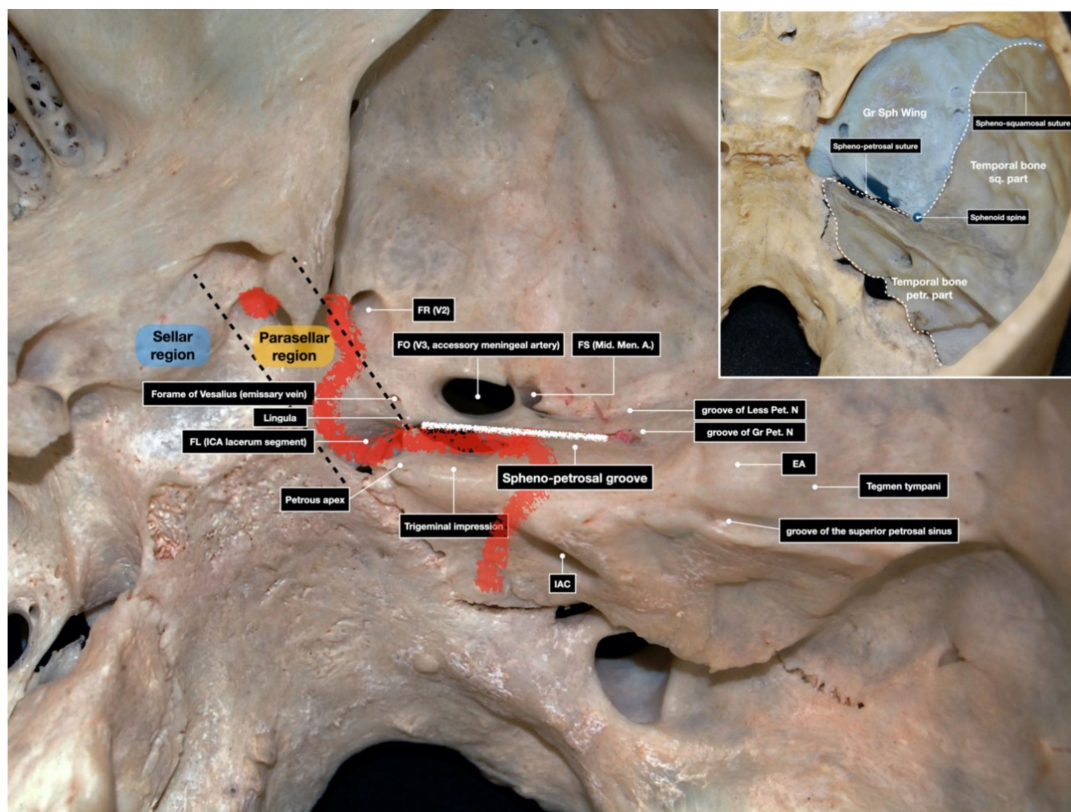 Gr Sph Wing
Spheno-squamosal suture
Spheno-petrosal suture
Temporal bone
sq. part
Sphenoid spine
Temporal bone
petr. part
FR (V2)
Sellar
region
Parasellar
region
FO (V3, accessory meningeal artery)
FS (Mid. Men. A.)
Forame of Vesalius (emissary vein)
Lingula
FL (ICA lacerum segment)
groove of Less Pet. N
groove of Gr Pet. N
EA
Spheno-petrosal groove
Tegmen tympani
Petrous apex
Trigeminal impression
groove of the superior petrosal sinus
IAC